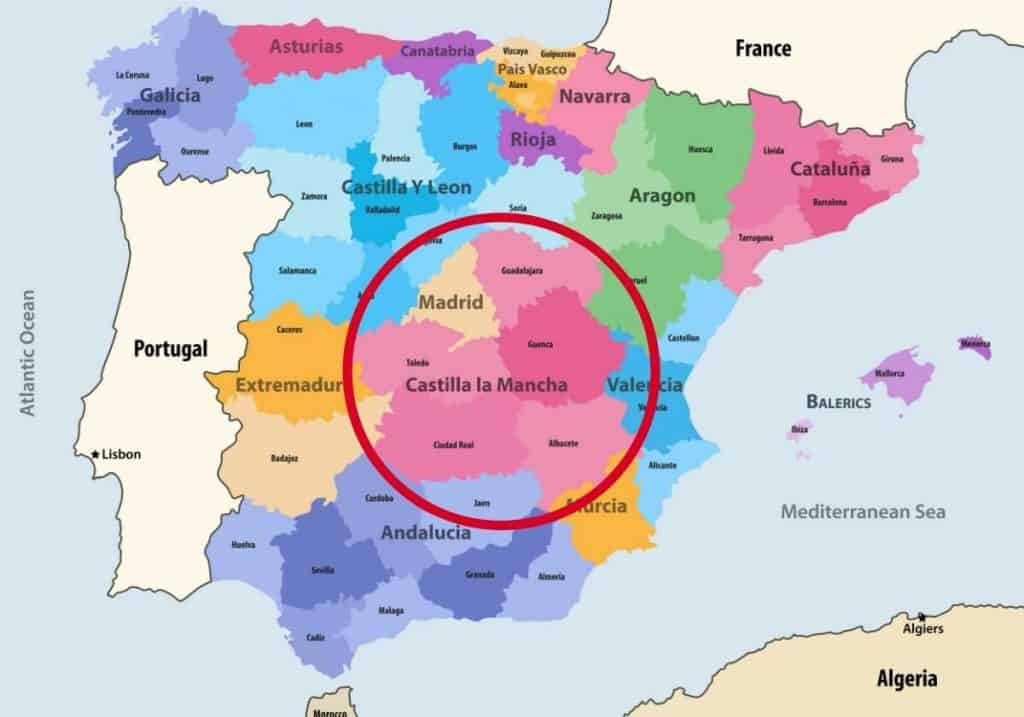 France
Asturias
Canatabria
Vizcaya
Guipuzcoa
Pais Vasco
Alava
La Coruna
Lugo
Galicia
Pontevedra
Ourense
Navarra
Leon
Palencia
Burgos
Rioja
Huesca
Lleida
Girona
Cataluña
Barcelona
Tarragona
Castilla Y Leon
Zamora
Valladolid
Soria
Aragon
Zaragosa
Salamanca
Guadalajara
Madrid
Castellon
Caceres
Guenca
Toledo
Portugal
Extremadur
Castilla la Mancha
Valencia
Valencia
Menorca
Mallorca
BALERICS
Ibiza
Atlantic Ocean
Lisbon
Badajoz
Ciudad Real
Albacete
Alicante
Cordoba
Jaen
Murcia
Mediterranean Sea
Andalucia
Huelva
Sevilla
Granada
Almeria
Malaga
Cadiz
Algiers
Algeria
Morocco